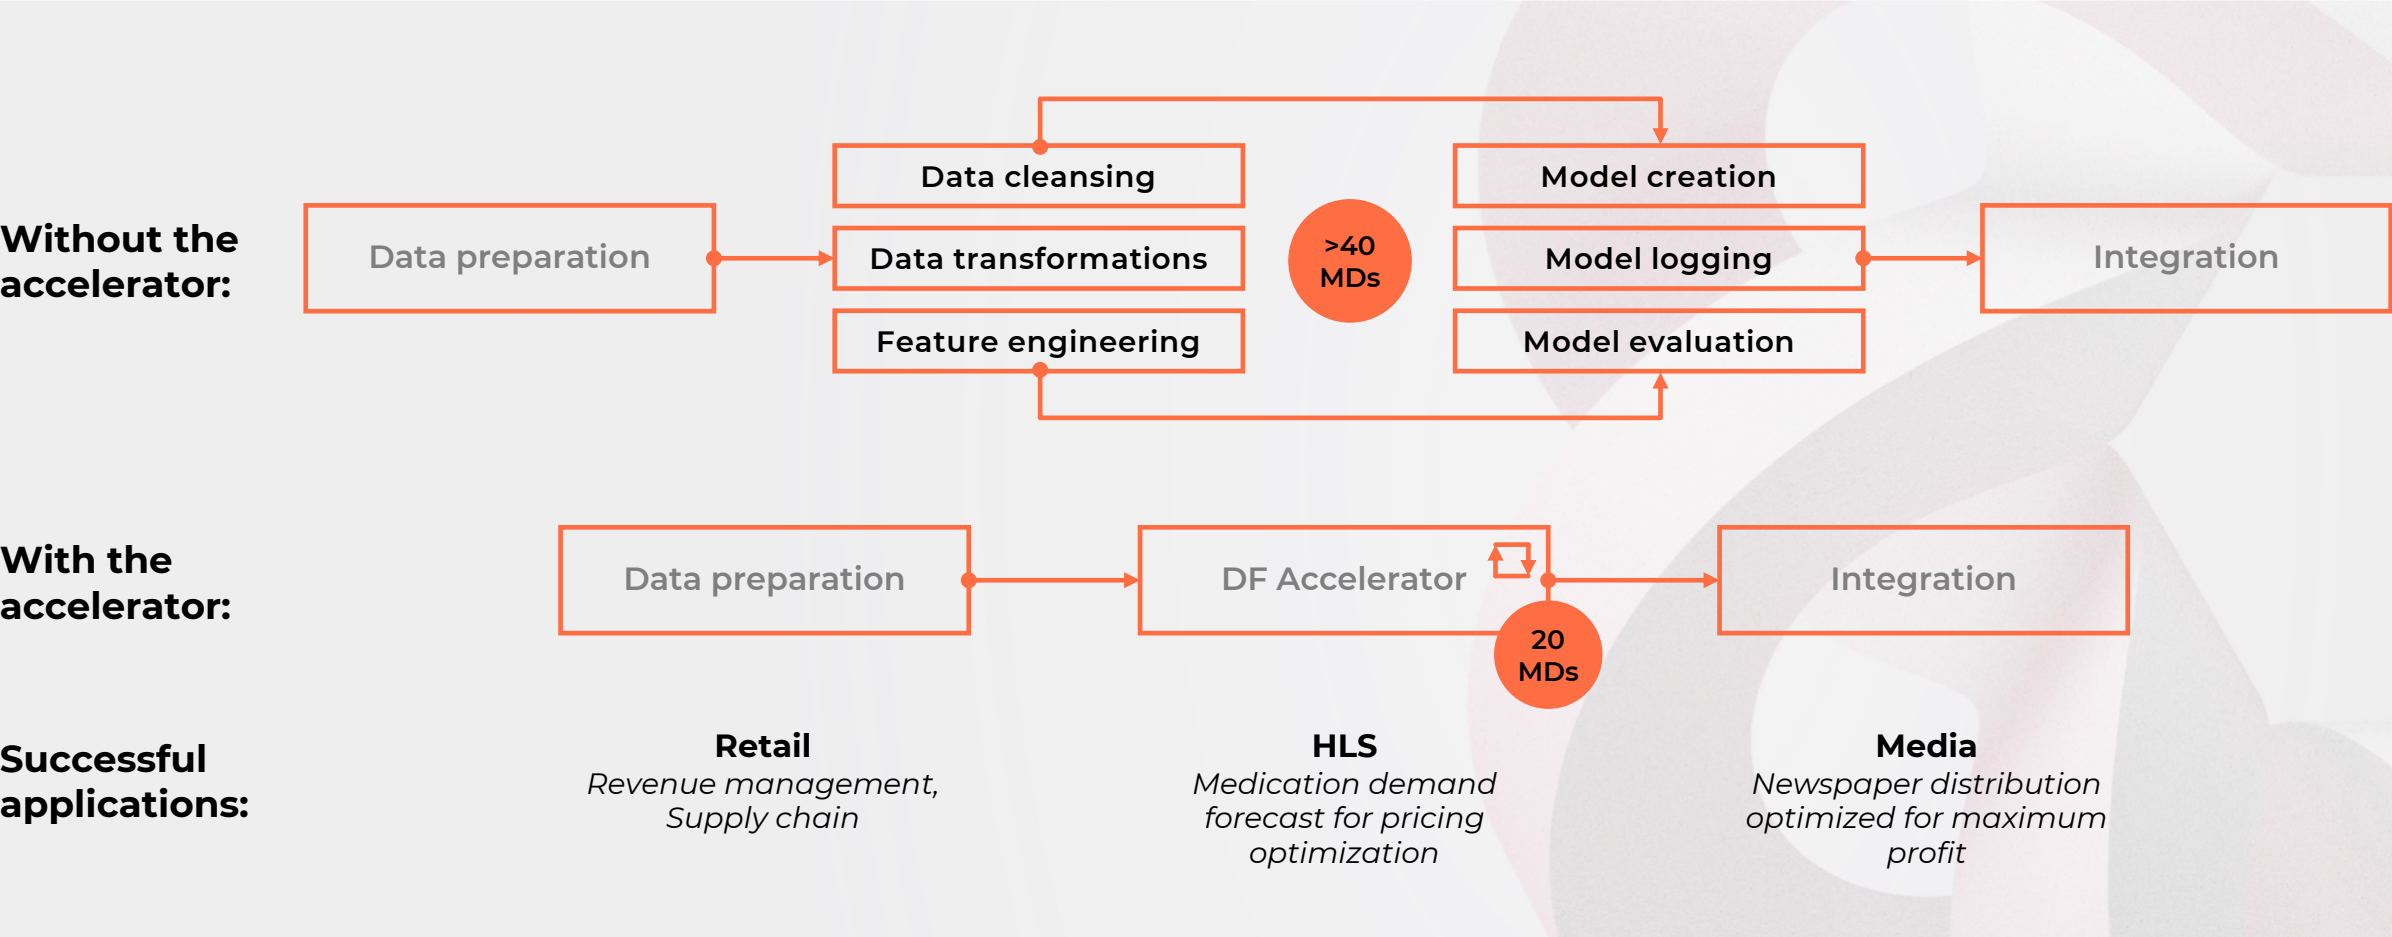 Without the
accelerator:
Data preparation
Data cleansing
Data transformations
Feature engineering
>40
MDs
Model creation
Model logging
Model evaluation
Integration
With the
accelerator:
Data preparation
DF Accelerator
20
MDs
Integration
Successful
applications:
Retail
Revenue management,
Supply chain
HLS
Medication demand
forecast for pricing
optimization
Media
Newspaper distribution
optimized for maximum
profit